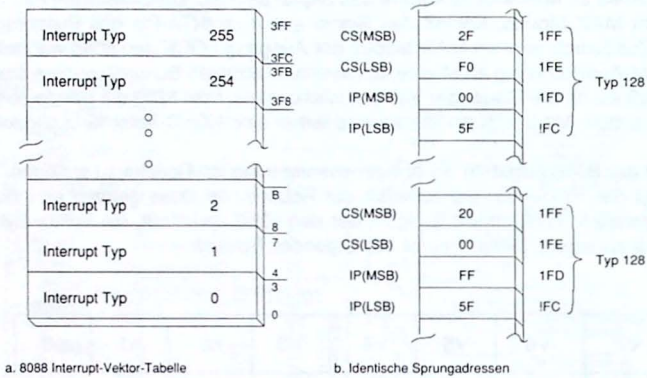 Interrupt Typ 255 3FF
3FC
Interrupt Typ 254 3FB
3F8
Interrupt Typ 2 B
8
Interrupt Typ 1 7
4
Interrupt Typ 0 3
0
a. 8088 Interrupt-Vektor-Tabelle
CS(MSB) 2F 1FF
CS(LSB) F0 1FE
IP(MSB) 00 1FD
IP(LSB) 5F !FC
Typ 128
CS(MSB) 20 1FF
CS(LSB) 00 1FE
IP(MSB) FF 1FD
IP(LSB) 5F !FC
Typ 128
b. Identische Sprungadressen